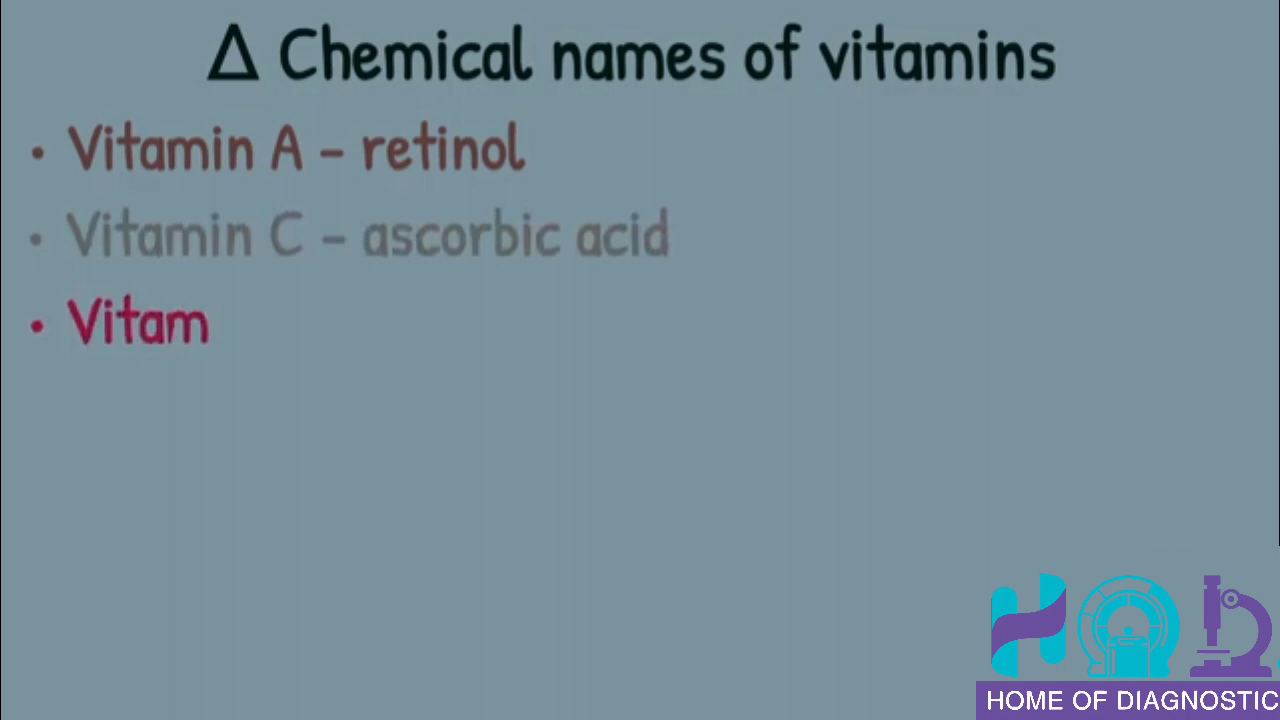 Δ Chemical names of vitamins
• Vitamin A - retinol
• Vitamin C - ascorbic acid
• Vitam
HOME OF DIAGNOSTIC